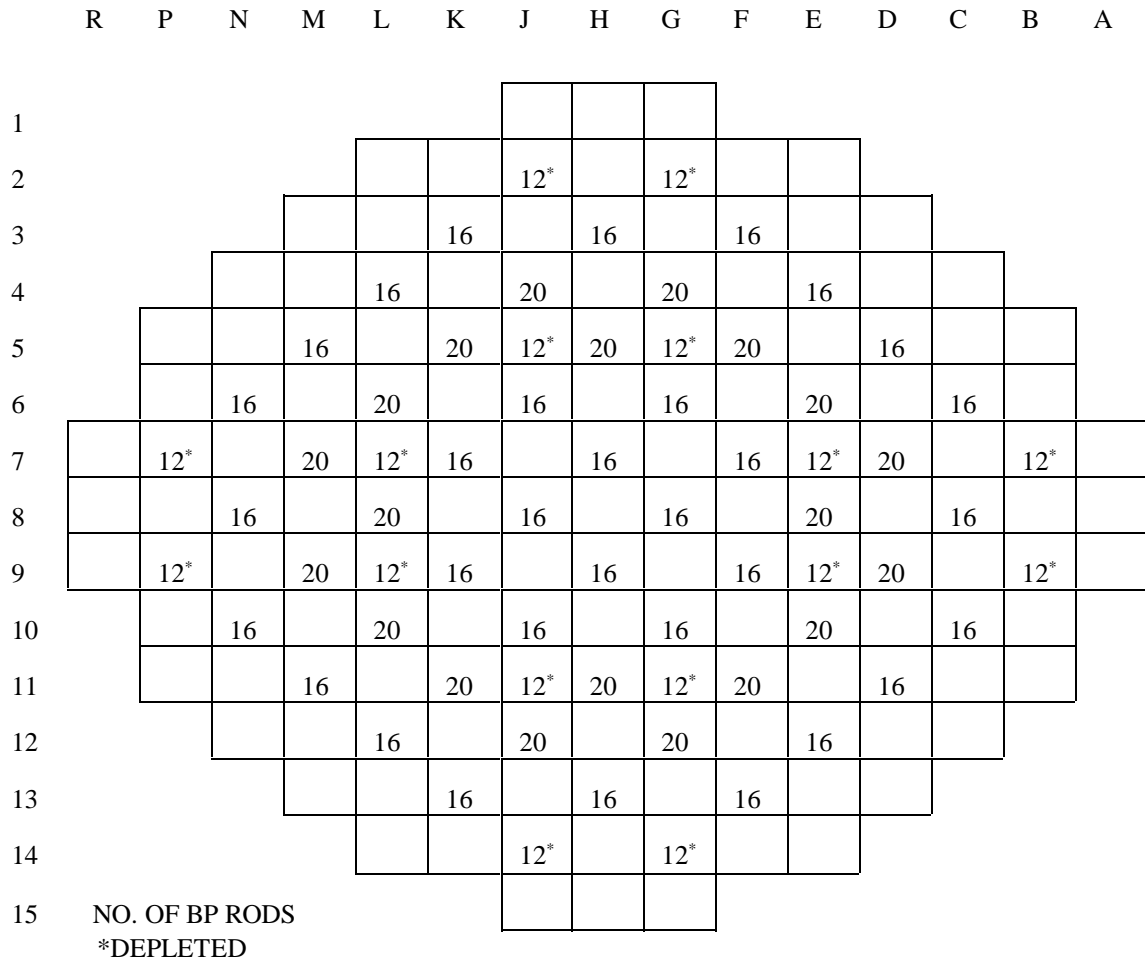 R P N M L K J H G F E D C B A
1
2 12* 12*
3 16 16 16
4 16 20 20 16
5 16 20 12* 20 12* 20 16
6 16 20 16 16 20 16
7 12* 20 12* 16 16 16 12* 20 12*
8 16 20 16 16 20 16
9 12* 20 12* 16 16 16 12* 20 12*
10 16 20 16 16 20 16
11 16 20 12* 20 12* 20 16
12 16 20 20 16
13 16 16 16
14 12* 12*
15 NO. OF BP RODS
*DEPLETED